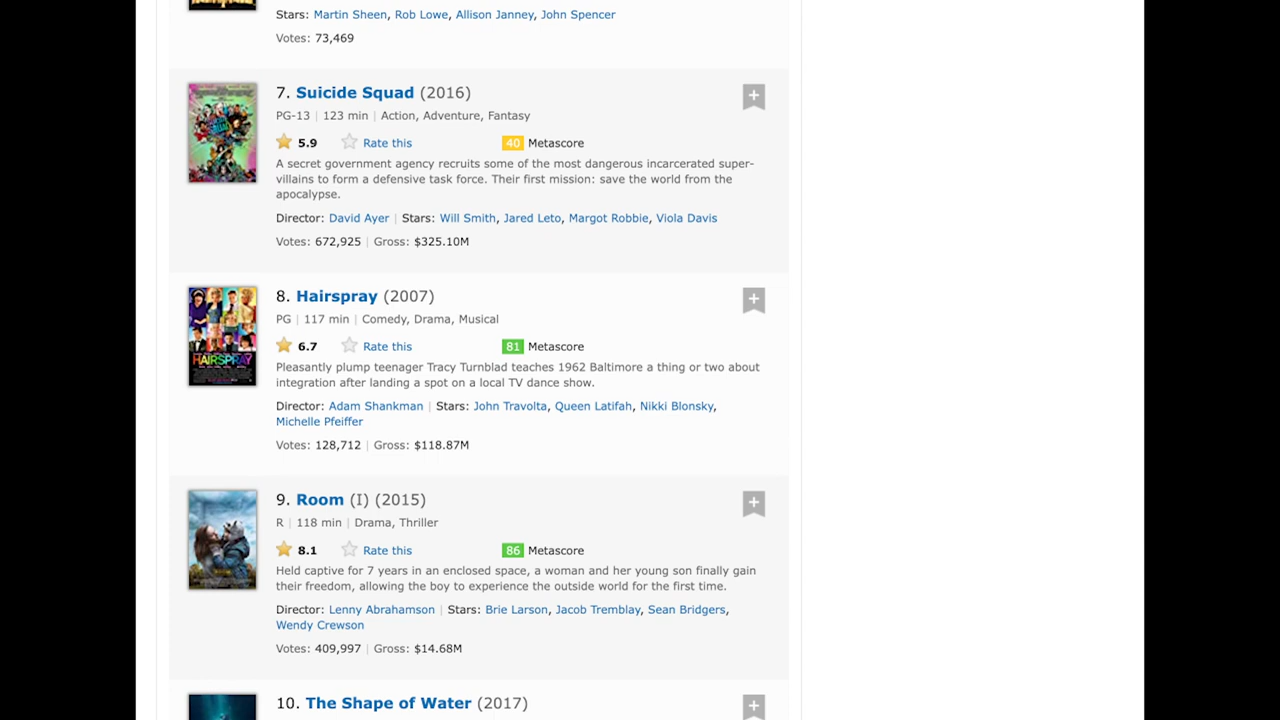 Stars: Martin Sheen, Rob Lowe, Allison Janney, John Spencer
Votes: 73,469
7. Suicide Squad (2016)
PG-13 | 123 min | Action, Adventure, Fantasy
5.9 Rate this 40 Metascore
A secret government agency recruits some of the most dangerous incarcerated super-
villains to form a defensive task force. Their first mission: save the world from the
apocalypse.
Director: David Ayer | Stars: Will Smith, Jared Leto, Margot Robbie, Viola Davis
Votes: 672,925 | Gross: $325.10M
8. Hairspray (2007)
PG | 117 min | Comedy, Drama, Musical
6.7 Rate this 81 Metascore
HAIRSPRAY
Pleasantly plump teenager Tracy Turnblad teaches 1962 Baltimore a thing or two about
integration after landing a spot on a local TV dance show.
Director: Adam Shankman | Stars: John Travolta, Queen Latifah, Nikki Blonsky,
Michelle Pfeiffer
Votes: 128,712 | Gross: $118.87M
9. Room (I) (2015)
R | 118 min | Drama, Thriller
8.1 Rate this 86 Metascore
Held captive for 7 years in an enclosed space, a woman and her young son finally gain
their freedom, allowing the boy to experience the outside world for the first time.
Director: Lenny Abrahamson | Stars: Brie Larson, Jacob Tremblay, Sean Bridgers,
Wendy Crewson
Votes: 409,997 | Gross: $14.68M
10. The Shape of Water (2017)